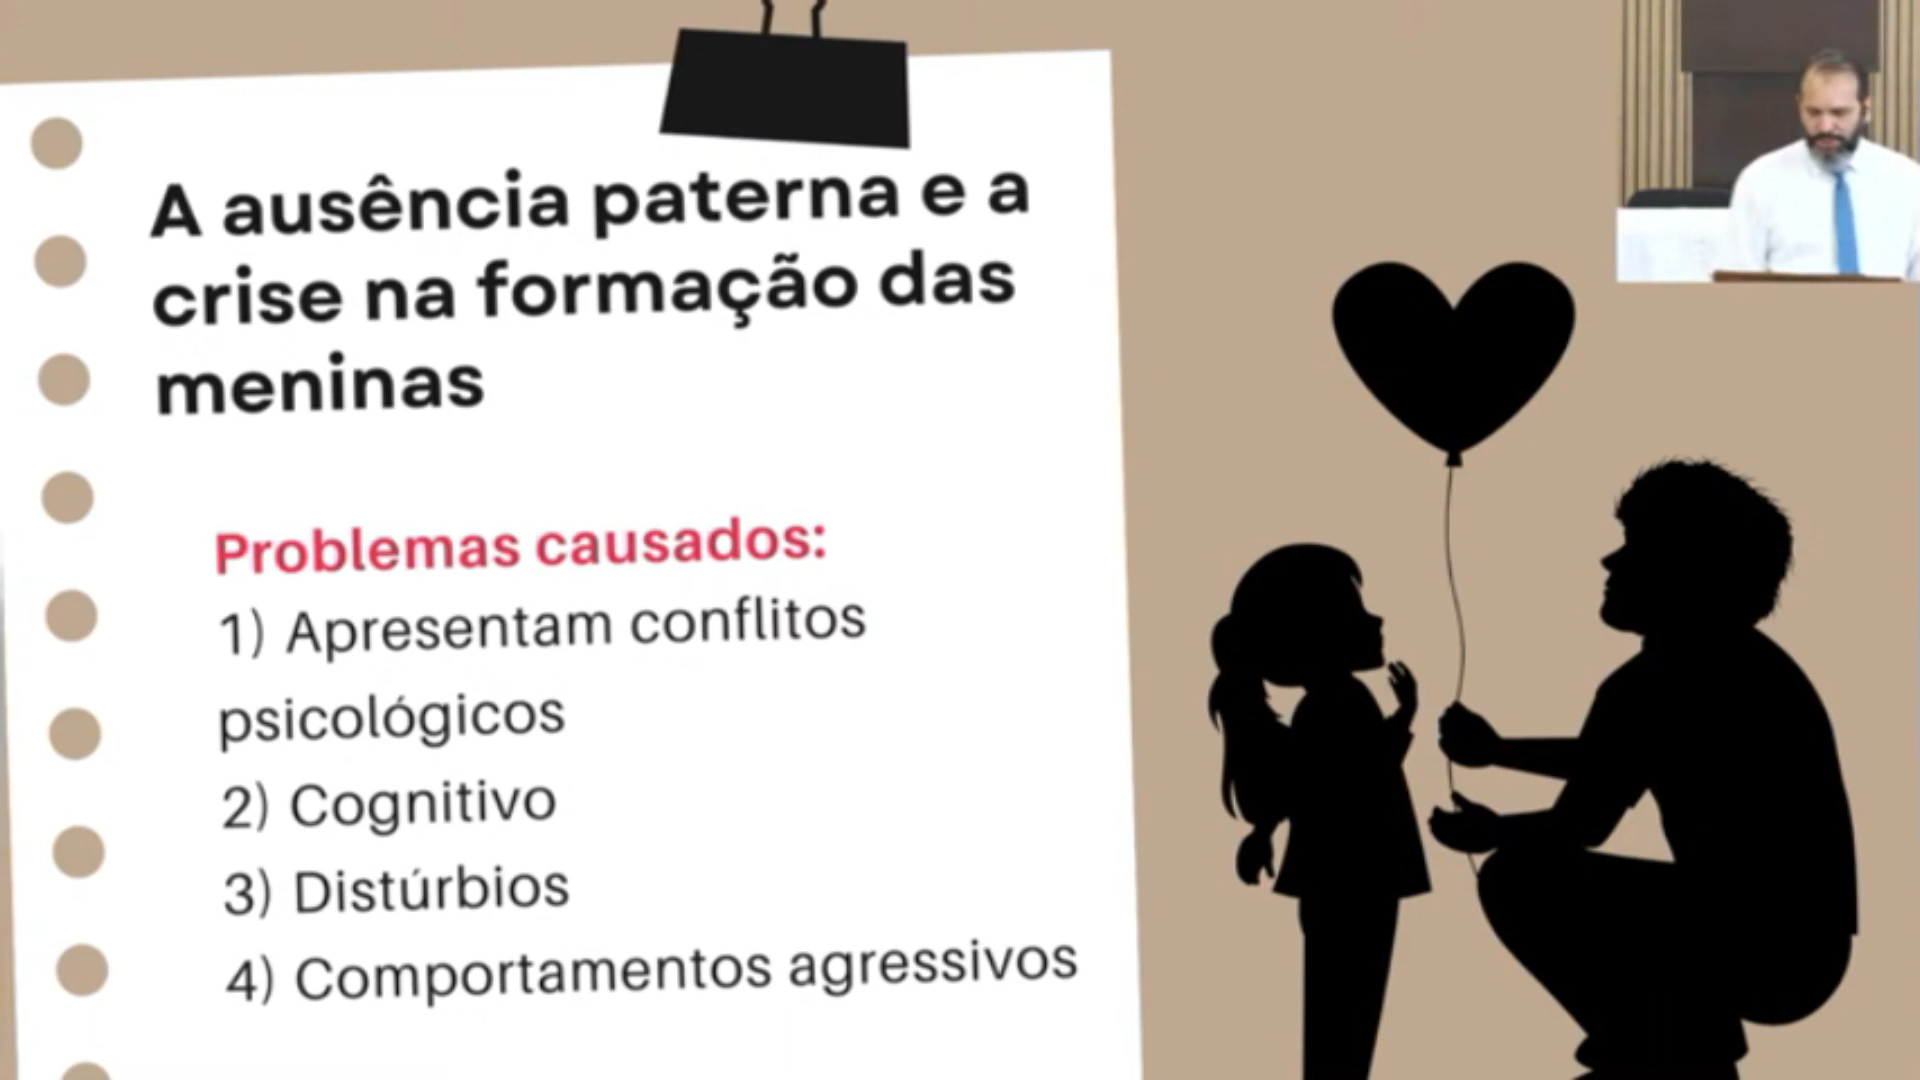 A ausência paterna e a
crise na formação das
meninas
Problemas causados:
1) Apresentam conflitos
psicológicos
2) Cognitivo
3) Distúrbios
4) Comportamentos agressivos